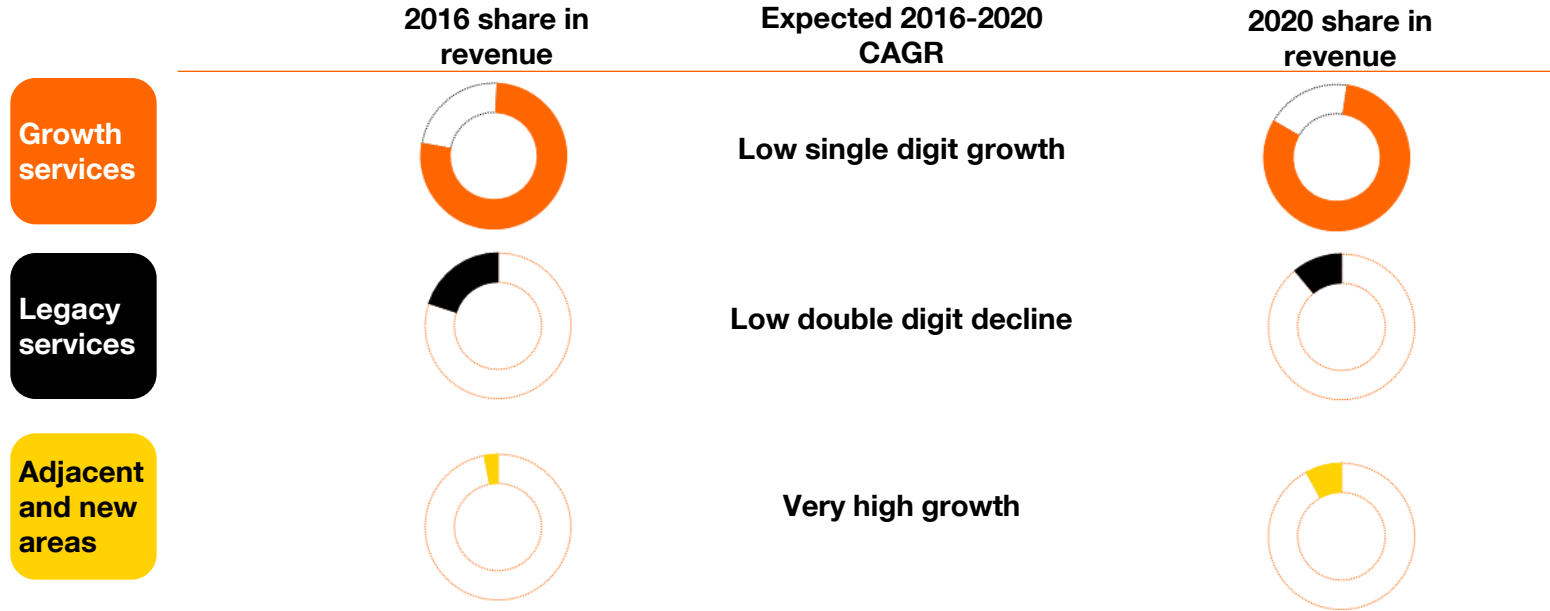 2016 share in
revenue
Expected 2016-2020
CAGR
2020 share in
revenue
Growth
services
Low single digit growth
Legacy
services
Low double digit decline
Adjacent
and new
areas
Very high growth